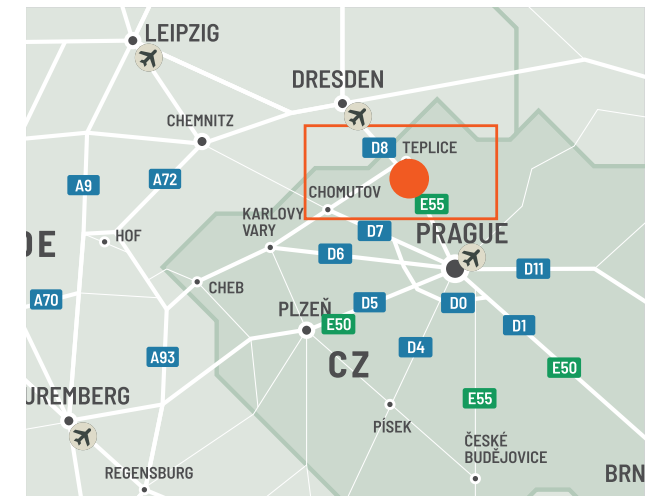 LEIPZIG
DRESDEN
CHEMNITZ
D8
TEPLICE
A9
A72
CHOMUTOV
E55
KARLOVY
VARY
D7
PRAGUE
HOF
DE
D6
D11
CHEB
A70
PLZEŇ
D5
D0
E50
D1
A93
D4
CZ
E50
UREMBERG
E55
PÍSEK
ČESKÉ
BUDĚJOVICE
REGENSBURG
BRN